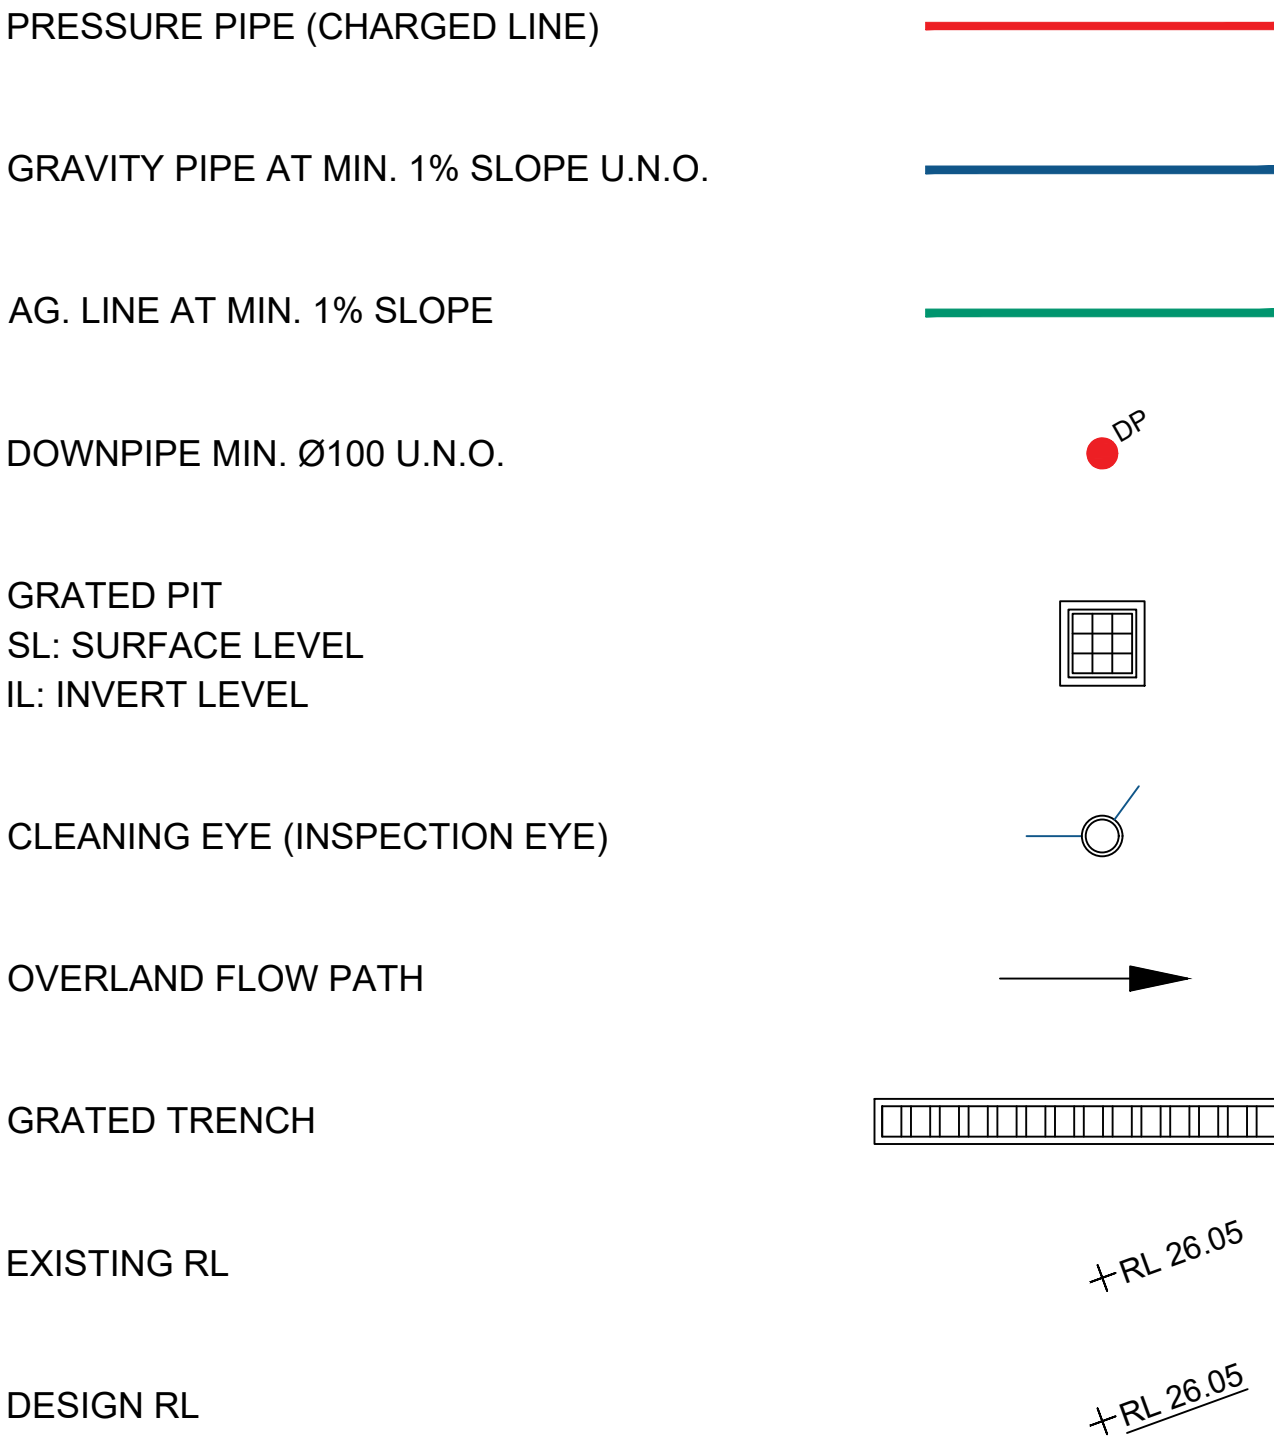 PRESSURE PIPE (CHARGED LINE)
GRAVITY PIPE AT MIN. 1% SLOPE U.N.O.
AG. LINE AT MIN. 1% SLOPE
DOWNPIPE MIN. Ø100 U.N.O.
DP
GRATED PIT
SL: SURFACE LEVEL
IL: INVERT LEVEL
CLEANING EYE (INSPECTION EYE)
OVERLAND FLOW PATH
GRATED TRENCH
EXISTING RL
RL 26.05
DESIGN RL
RL 26.05